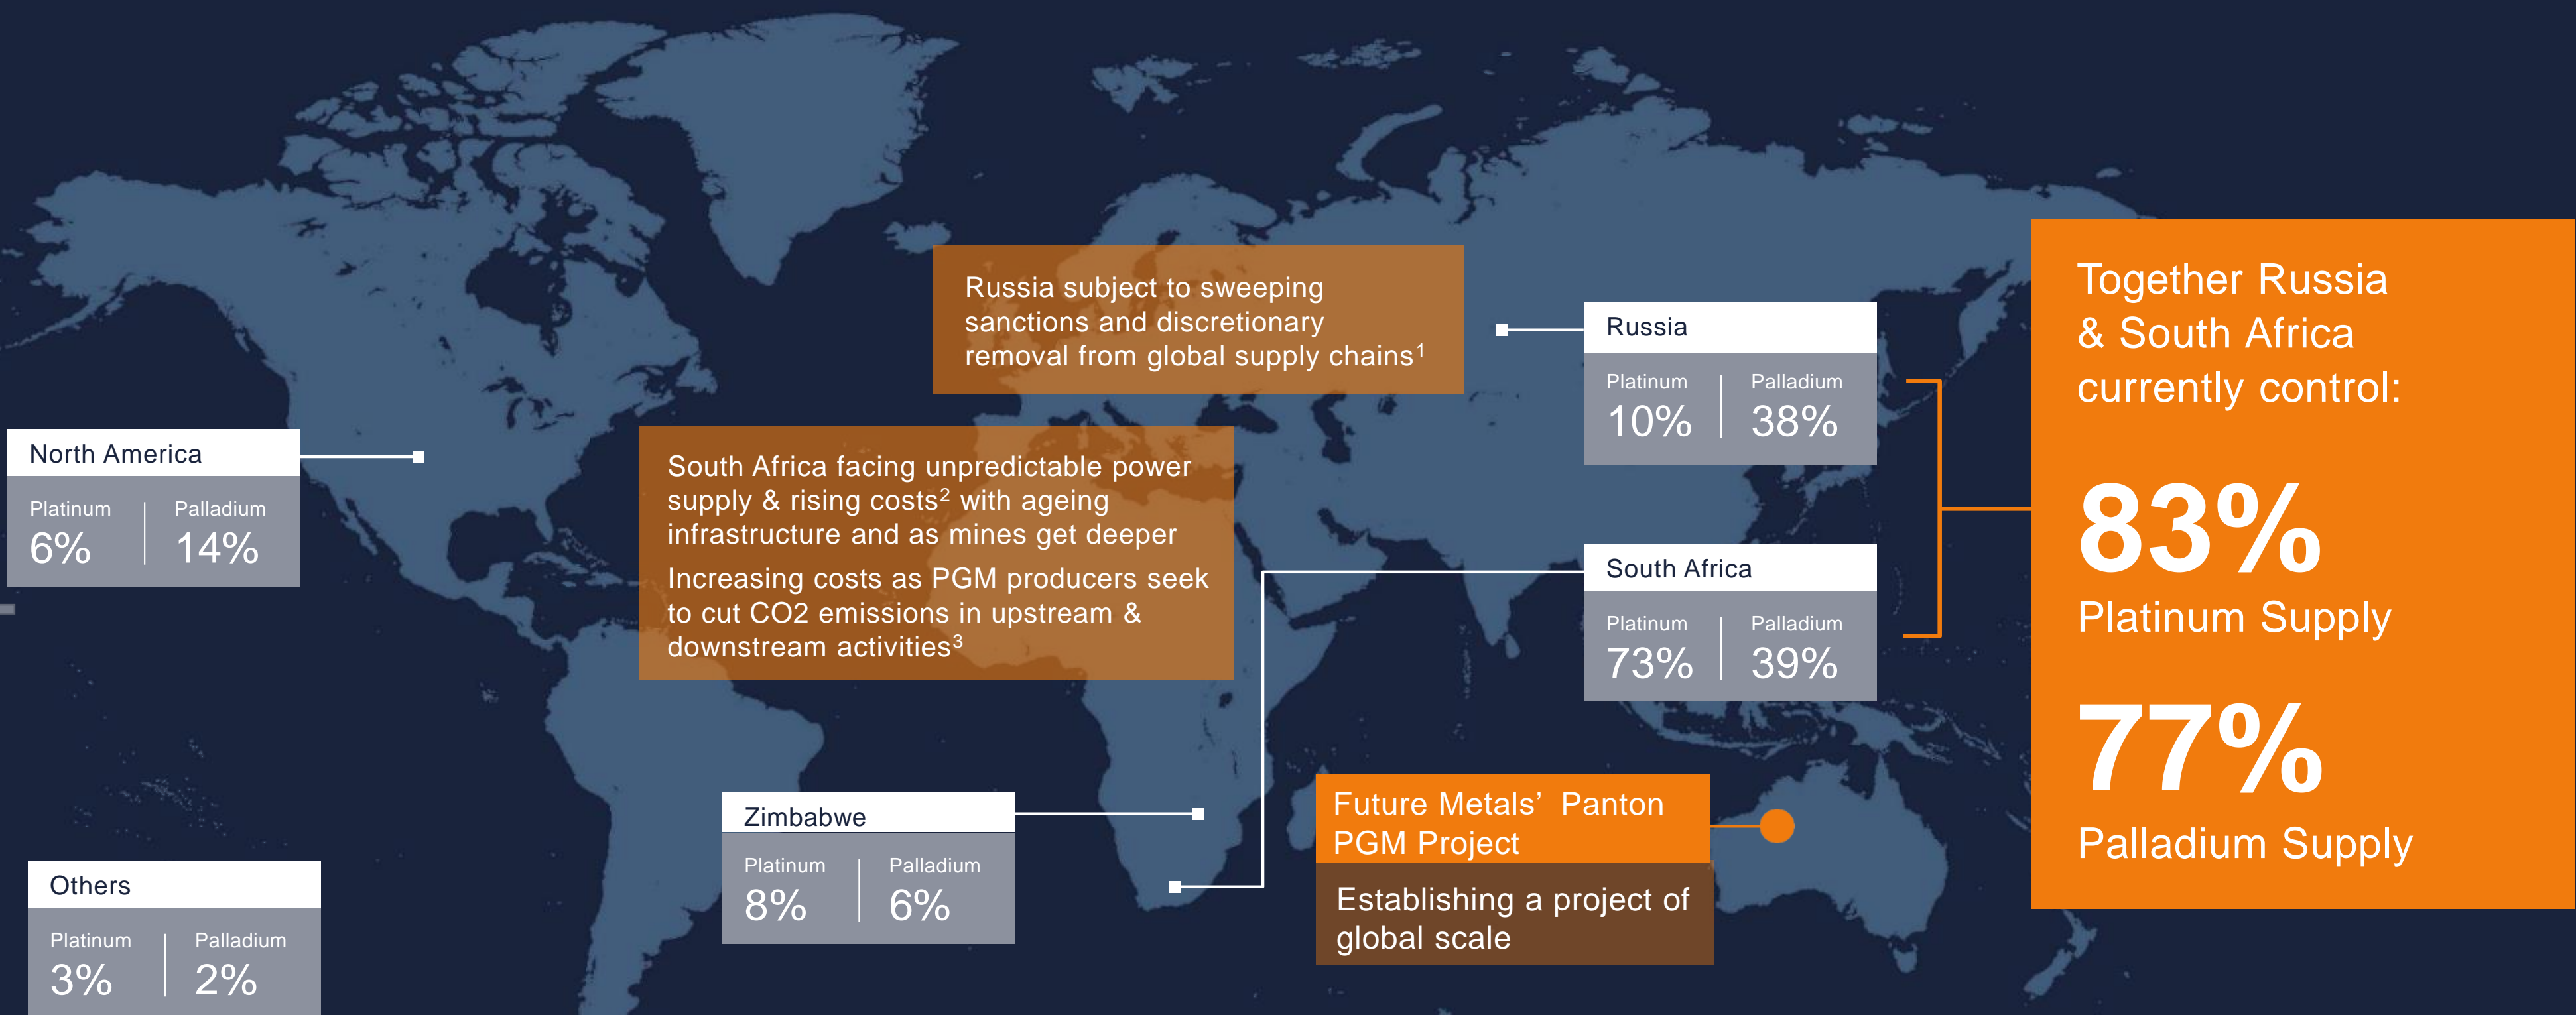 Russia subject to sweeping
sanctions and discretionary
removal from global supply chains¹
Russia
Platinum
Palladium
10%
38%
Together Russia
& South Africa
currently control:
83%
Platinum Supply
77%
Palladium Supply
North America
Platinum
Palladium
6%
14%
South Africa facing unpredictable power
supply & rising costs² with ageing
infrastructure and as mines get deeper
Increasing costs as PGM producers seek
to cut CO2 emissions in upstream &
downstream activities³
South Africa
Platinum
Palladium
73%
39%
Zimbabwe
Platinum
Palladium
8%
6%
Future Metals’ Panton
PGM Project
Establishing a project of
global scale
Others
Platinum
Palladium
3%
2%